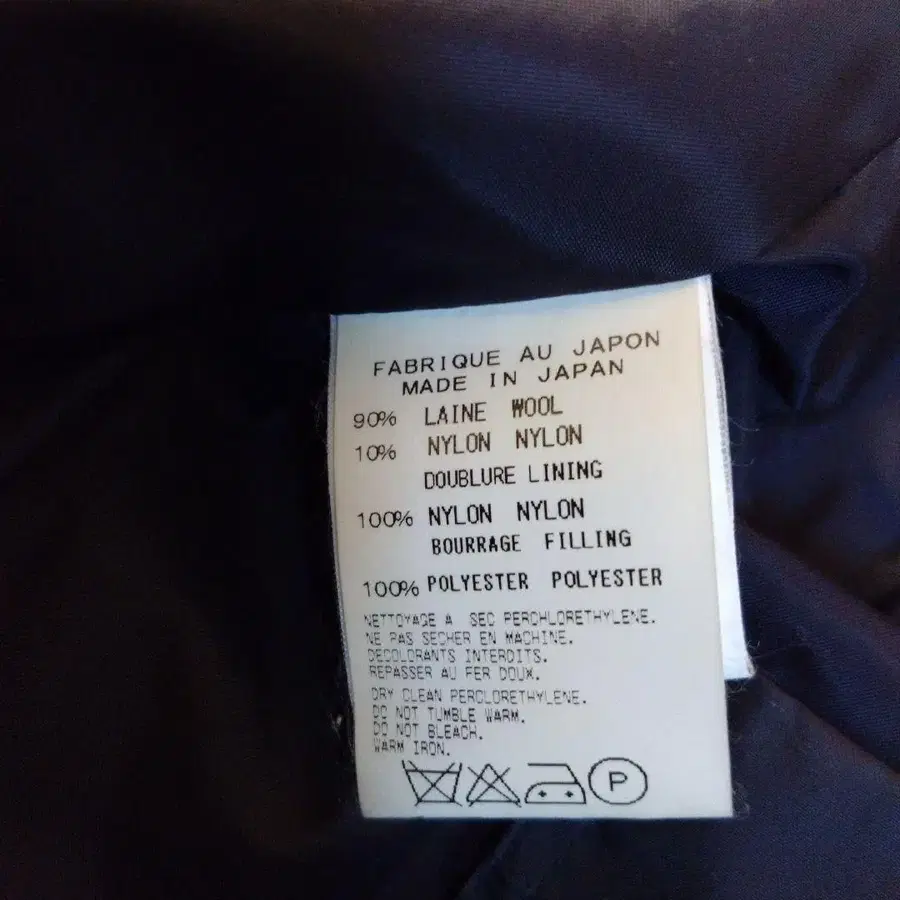 FABRIQUE AU JAPON
MADE IN JAPAN
90% LAINE WOOL
10% NYLON NYLON
DOUBLURE LINING
100% NYLON NYLON
BOURRAGE FILLING
100% POLYESTER POLYESTER
NETTOYAGE A SEC PERCHLORETHYLENE.
NE PAS SECHER EN MACHINE.
DECOLORANTS INTERDITS.
REPASSER AU FER DOUX.
DRY CLEAN PERCLORETHYLENE.
DO NOT TUMBLE WARM.
DO NOT BLEACH.
WARM IRON.
P